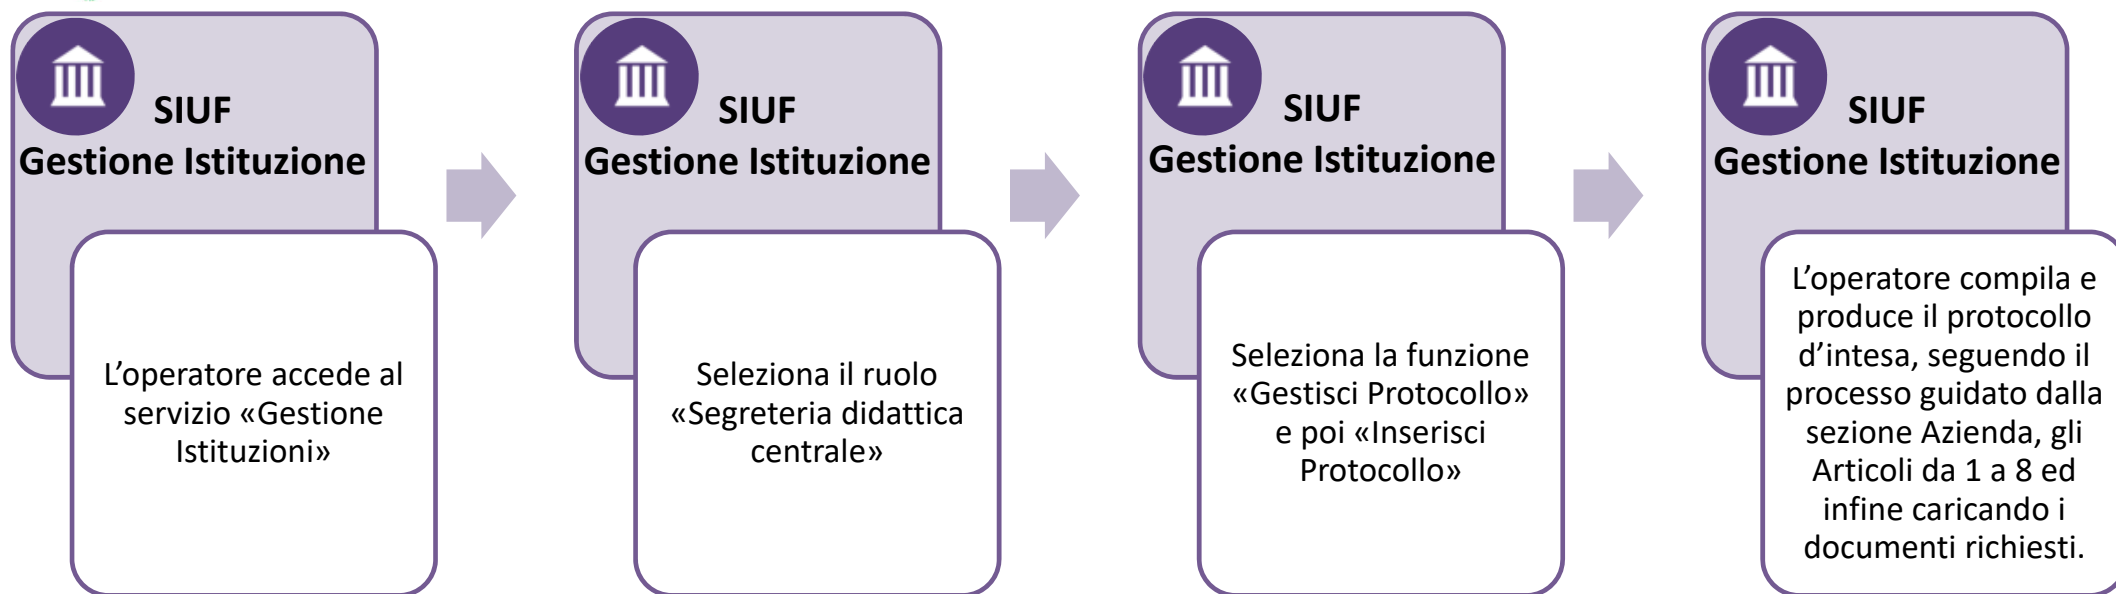 SIUF
Gestione Istituzione
L’operatore accede al
servizio «Gestione
Istituzioni»
SIUF
Gestione Istituzione
Seleziona il ruolo
«Segreteria didattica
centrale»
SIUF
Gestione Istituzione
Seleziona la funzione
«Gestisci Protocollo»
e poi «Inserisci
Protocollo»
SIUF
Gestione Istituzione
L’operatore compila e
produce il protocollo
d’intesa, seguendo il
processo guidato dalla
sezione Azienda, gli
Articoli da 1 a 8 ed
infine caricando i
documenti richiesti.